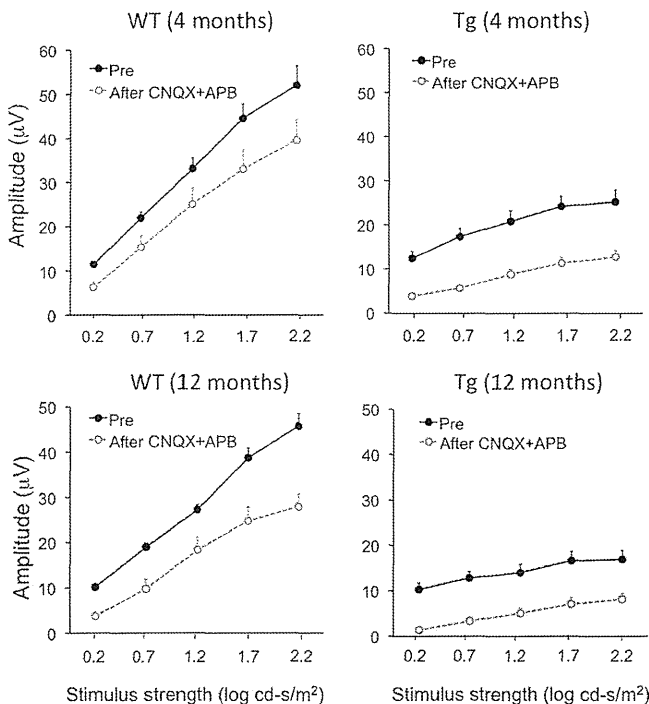 WT (4 months)
60
50
40
30
20
10
0
Amplitude (μV)
Pre
After CNQX+APB
0.2 0.7 1.2 1.7 2.2
Tg (4 months)
60
50
40
30
20
10
0
Pre
After CNQX+APB
0.2 0.7 1.2 1.7 2.2
WT (12 months)
50
40
30
20
10
0
Amplitude (μV)
Pre
After CNQX+APB
0.2 0.7 1.2 1.7 2.2
Stimulus strength (log cd-s/m²)
Tg (12 months)
50
40
30
20
10
0
Pre
After CNQX+APB
0.2 0.7 1.2 1.7 2.2
Stimulus strength (log cd-s/m²)